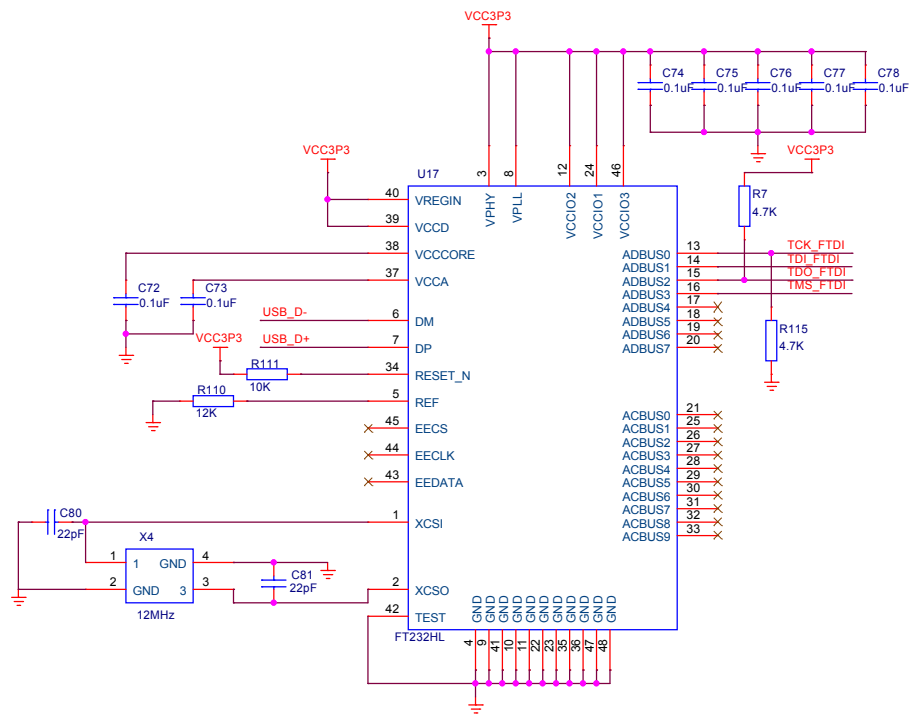 VCC3P3
C74
0.1uF
C75
0.1uF
C76
0.1uF
C77
0.1uF
C78
0.1uF
VCC3P3
VCC3P3
U17
3
8
12
24
46
VPHY
VPLL
VCCIO2
VCCIO1
VCCIO3
R7
4.7K
40
VREGIN
39
VCCD
38
VCCCORE
37
VCCA
C72
0.1uF
C73
0.1uF
USB_D-
6
DM
USB_D+
7
DP
VCC3P3
R111
10K
34
RESET_N
R110
12K
5
REF
45
EECS
44
EECLK
43
EEDATA
ADBUS0
13
TCK_FTDI
ADBUS1
14
TDI_FTDI
ADBUS2
15
TDO_FTDI
ADBUS3
16
TMS_FTDI
ADBUS4
17
ADBUS5
18
ADBUS6
19
ADBUS7
20
R115
4.7K
ACBUS0
21
ACBUS1
25
ACBUS2
26
ACBUS3
27
ACBUS4
28
ACBUS5
29
ACBUS6
30
ACBUS7
31
ACBUS8
32
ACBUS9
33
C80
22pF
1
XCSI
X4
1
1
GND
4
2
GND
3
3
12MHz
C81
22pF
2
XCSO
42
TEST
FT232HL
GND
GND
GND
GND
GND
GND
GND
GND
GND
GND
GND
4
9
41
10
11
22
23
35
36
47
48